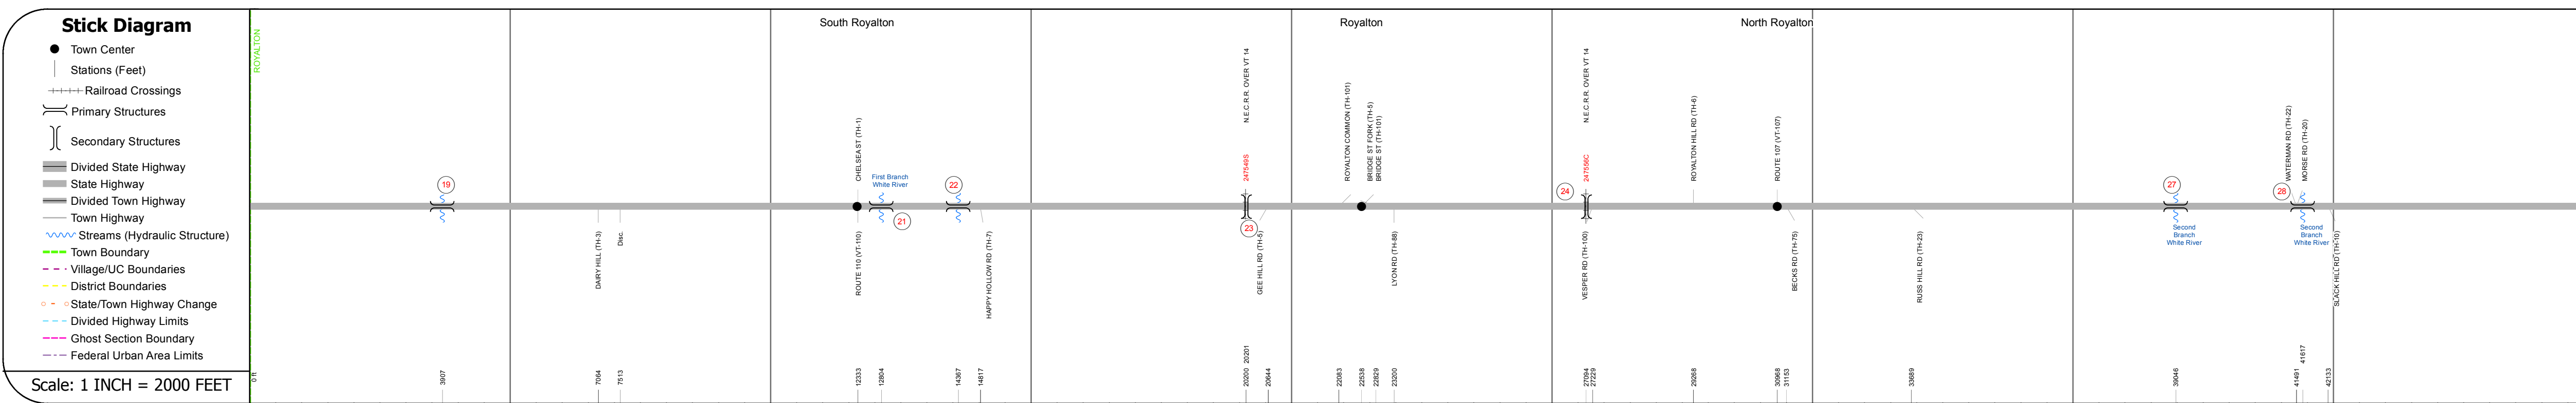 Stick Diagram
Town Center
Stations (Feet)
Railroad Crossings
Primary Structures
Secondary Structures
Divided State Highway
State Highway
Divided Town Highway
Town Highway
Streams (Hydraulic Structure)
Town Boundary
Village/UC Boundaries
District Boundaries
State/Town Highway Change
Divided Highway Limits
Ghost Section Boundary
Federal Urban Area Limits
Scale: 1 INCH = 2000 FEET
ROYALTON
South Royalton
Royalton
North Royalton
19
DAIRY HILL (TH-3)
Disc.
CHELSEA ST (TH-1)
ROUTE 110 (VT-110)
First Branch
White River
21
22
HAPPY HOLLOW RD (TH-7)
N.E.C.R.R. OVER VT 14
247549S
23
GEE HILL RD (TH-5)
ROYALTON COMMON (TH-101)
BRIDGE ST FORK (TH-5)
BRIDGE ST (TH-101)
LYON RD (TH-88)
N.E.C.R.R. OVER VT 14
247556C
24
VESPER RD (TH-100)
ROYALTON HILL RD (TH-6)
ROUTE 107 (VT-107)
BECKS RD (TH-75)
RUSS HILL RD (TH-23)
27
Second
Branch
White River
WATERMAN RD (TH-22)
MORSE RD (TH-20)
28
Second
Branch
White River
SLACK HILL RD (TH-10)
0 ft
3907
7064
7513
12333
12804
14367
14817
20200
20201
20644
22083
22538
22829
23200
27094
27229
29268
30968
31153
33689
39046
41491
41617
42133